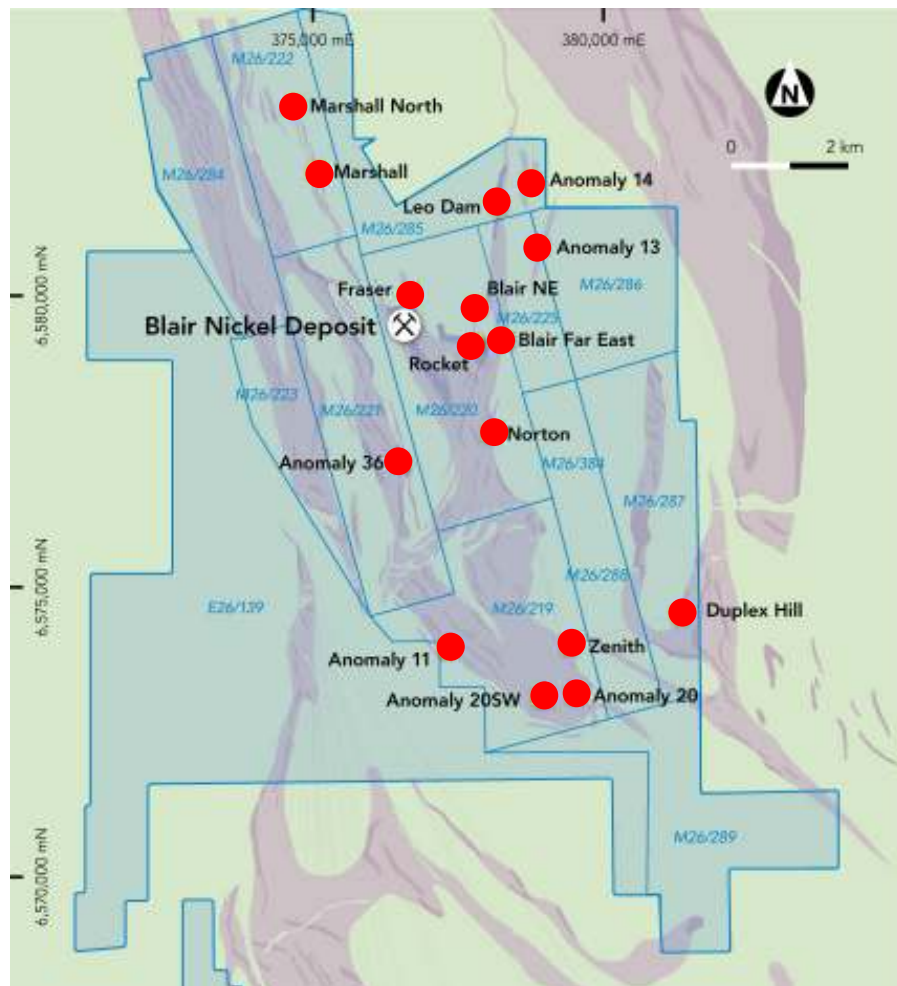 375,000 mE
380,000 mE
M26/222
N
Marshall North
0
2 km
Marshall
M26/284
Anomaly 14
Leo Dam
M26/285
Anomaly 13
6,580,000 mN
Fraser
Blair NE
M26/286
Blair Nickel Deposit
M26/225
Blair Far East
Rocket
M26/223
M26/221
M26/220
Norton
Anomaly 36
M26/384
M26/287
6,575,000 mN
M26/288
E26/139
M26/219
Duplex Hill
Zenith
Anomaly 11
Anomaly 20SW
Anomaly 20
M26/289
6,570,000 mN